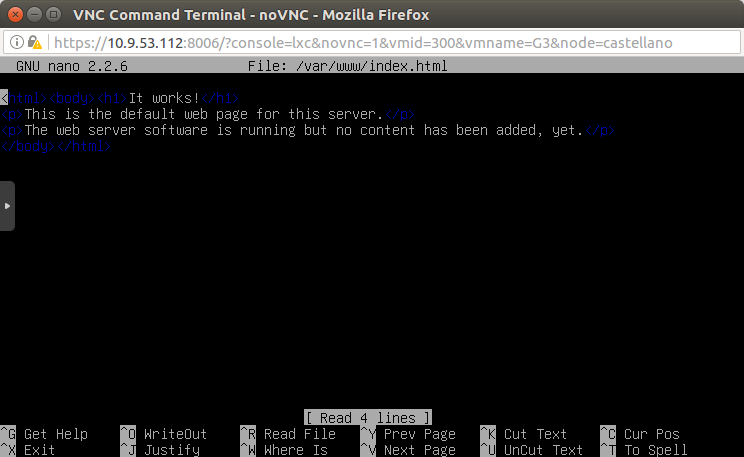 VNC Command Terminal - noVNC - Mozilla Firefox
https://10.9.53.112:8006/?console=lxc&novnc=1&vmid=300&vmname=G3&node=castellano
GNU nano 2.2.6 File: /var/www/index.html
<html><body><h1>It works!</h1>
<p>This is the default web page for this server.</p>
<p>The web server software is running but no content has been added, yet.</p>
</body></html>
[ Read 4 lines ]
^G Get Help ^O WriteOut ^R Read File ^Y Prev Page ^K Cut Text ^C Cur Pos
^X Exit ^J Justify ^W Where Is ^V Next Page ^U UnCut Text ^T To Spell